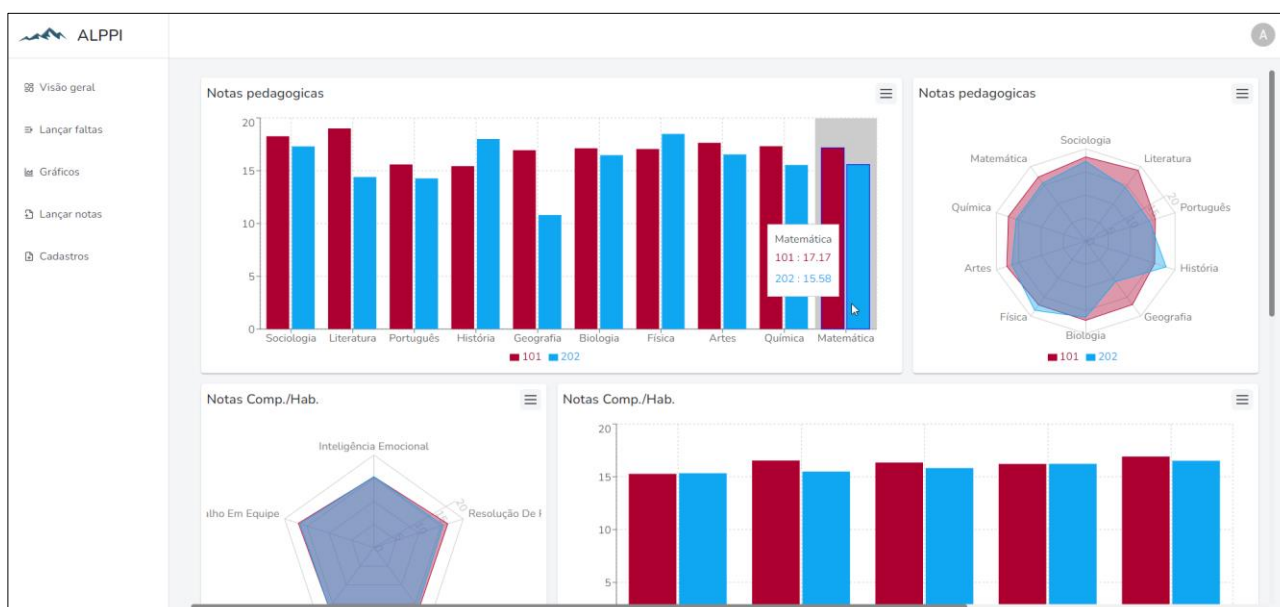 ALPPI
A
Visão geral
Lançar faltas
Gráficos
Lançar notas
Cadastros
Notas pedagogicas
20
15
10
5
0
Sociologia Literatura Português História Geografia Biologia Física Artes Química Matemática
101 202
Matemática
101 : 17.17
202 : 15.58
Notas pedagogicas
Sociologia
Matemática Literatura
Química Português
Artes História
Física Geografia
Biologia
20
101 202
Notas Comp./Hab.
Inteligência Emocional
lho Em Equipe
Resolução De
20
Notas Comp./Hab.
20
15
10
5